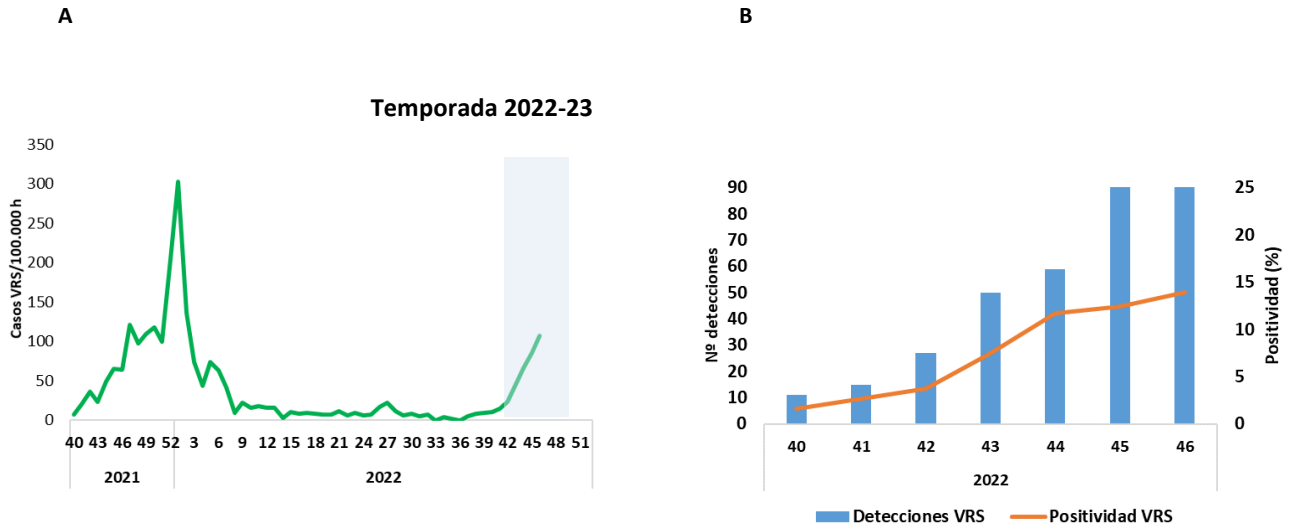 A
B
Temporada 2022-23
Casos VRS/100.000 h
350
300
250
200
150
100
50
0
40 43 46 49 52 3 6 9 12 15 18 21 24 27 30 33 36 39 42 45 48 51
2021 2022
Nº detecciones
90
80
70
60
50
40
30
20
10
0
25
20
15
10
5
0
Postividad (%)
40 41 42 43 44 45 46
2022
Detecciones VRS Positividad VRS